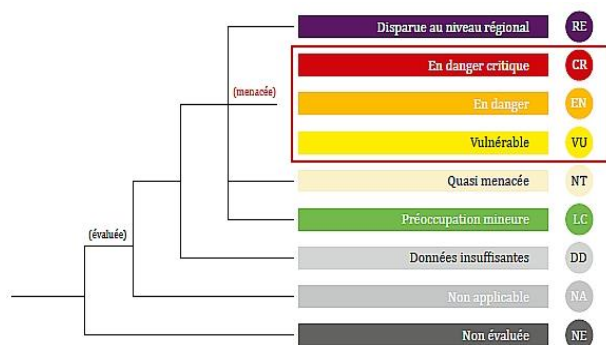 Disparue au niveau régional RE
En danger critique CR
(menacée)
En danger EN
Vulnérable VU
Quasi menacée NT
Préoccupation mineure LC
(évaluée)
Données insuffisantes DD
Non applicable NA
Non évaluée NE